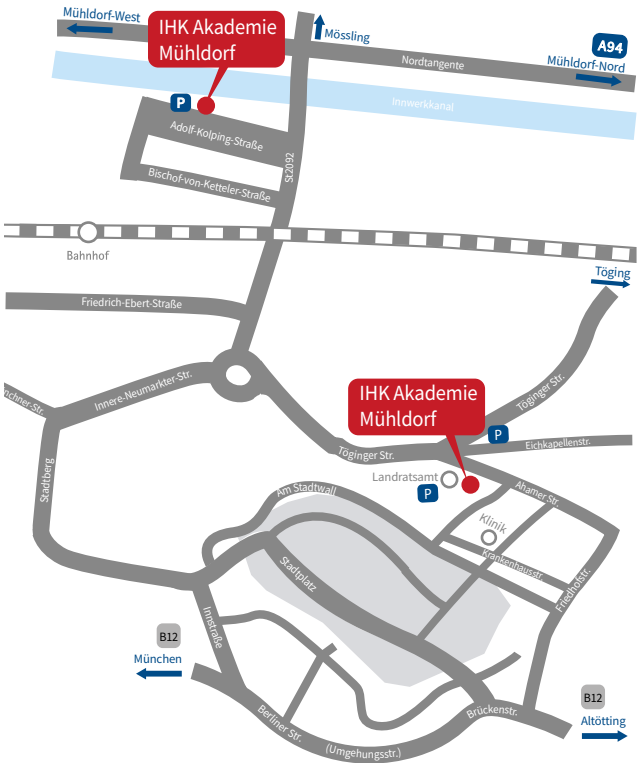 Mühldorf-West
IHK Akademie
Mühldorf
Mössling
A94
Mühldorf-Nord
Nordtangente
P
Innwerkkanal
Adolf-Kolping-Straße
St2092
Bischof-von-Ketteler-Straße
Bahnhof
Töging
Friedrich-Ebert-Straße
Innere-Neumarkter-Str.
IHK Akademie
Mühldorf
Töginger Str.
nchner-Str.
P
Eichkapellenstr.
Töginger Str.
Stadtberg
Landratsamt
P
Am Stadtwall
Ahamer Str.
Klinik
Krankenhausstr.
Stadtplatz
Friedhofstr.
Innstraße
B12
München
B12
Brückenstr.
Altötting
Berliner Str.
(Umgehungsstr.)